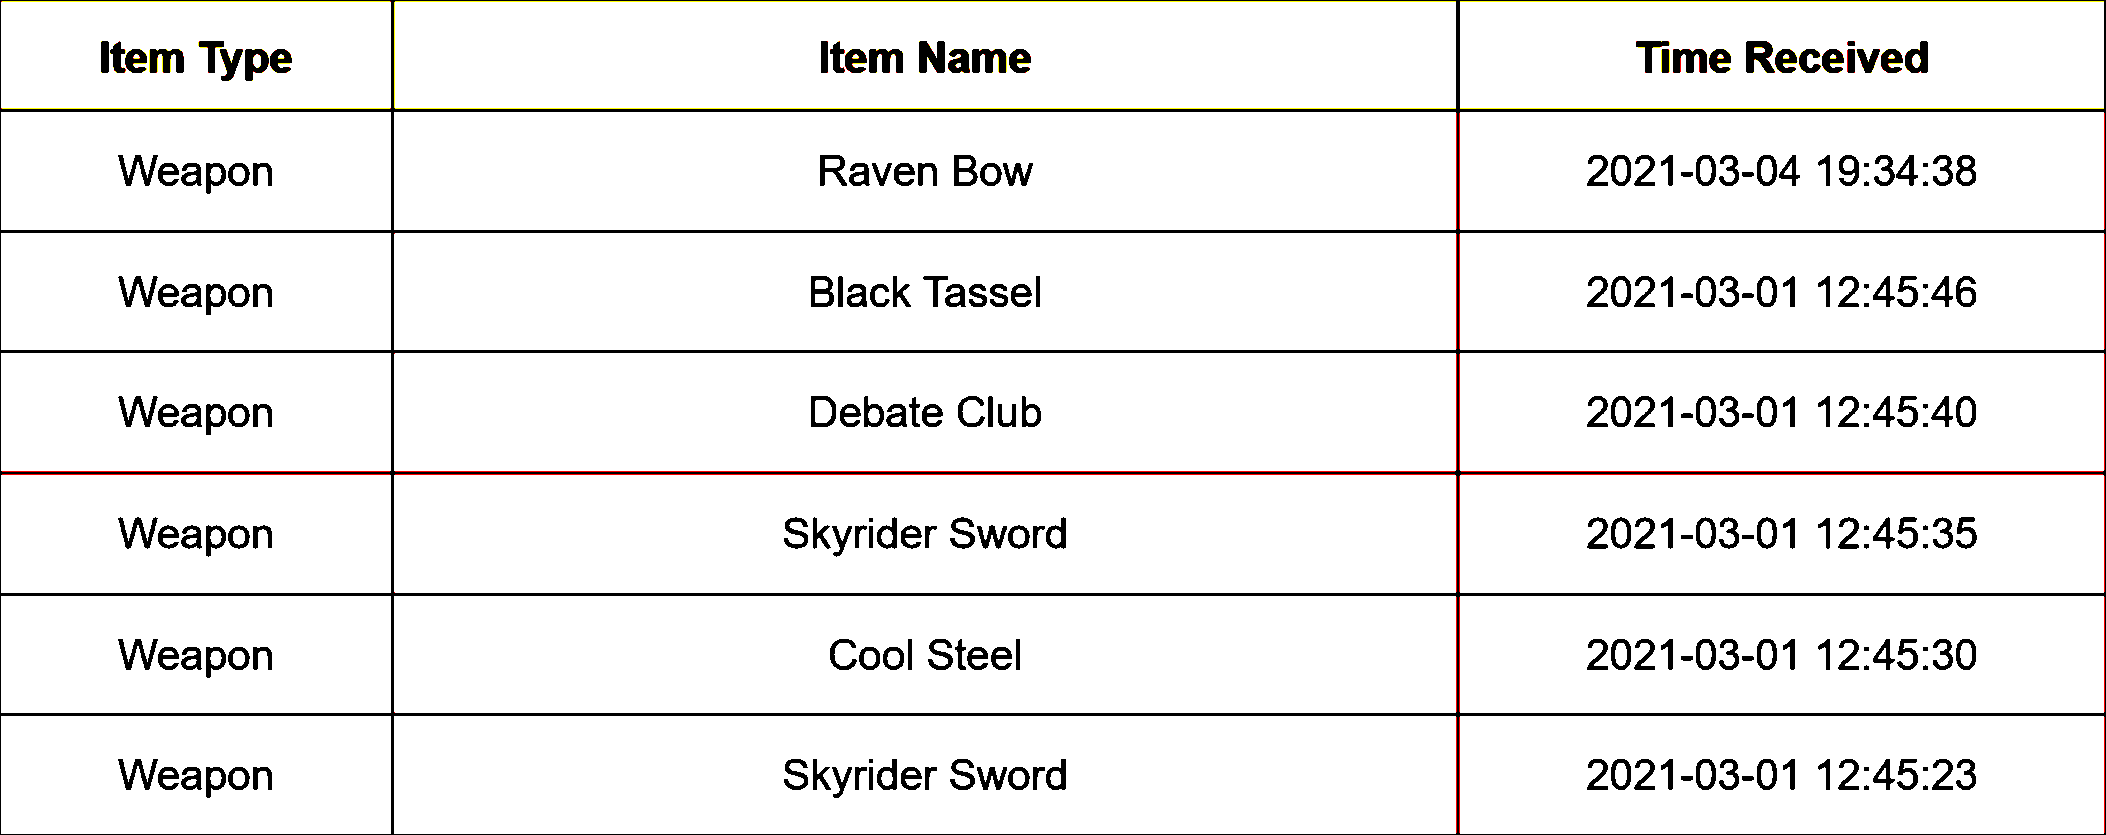 Item Type Item Name Time Received
Weapon Raven Bow 2021-03-04 19:34:38
Weapon Black Tassel 2021-03-01 12:45:46
Weapon Debate Club 2021-03-01 12:45:40
Weapon Skyrider Sword 2021-03-01 12:45:35
Weapon Cool Steel 2021-03-01 12:45:30
Weapon Skyrider Sword 2021-03-01 12:45:23